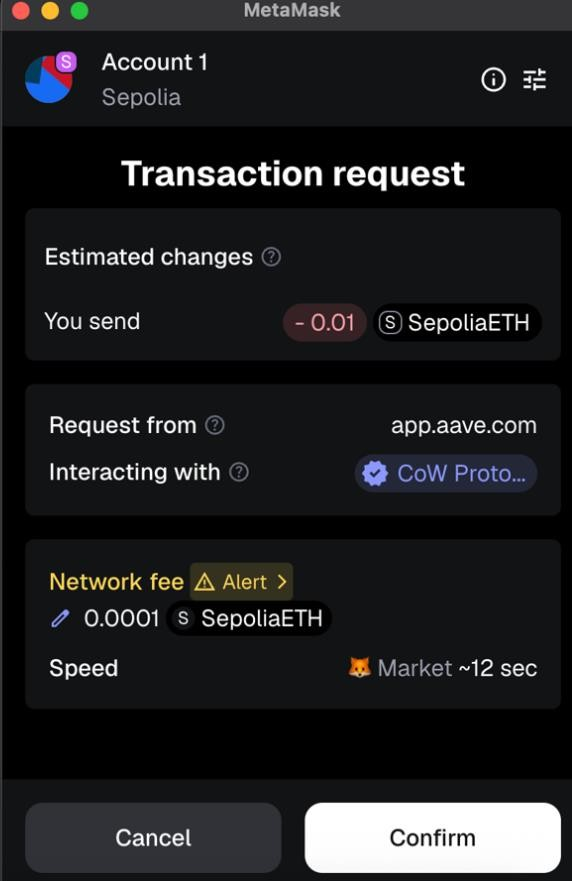 MetaMask
S
Account 1
Sepolia
Transaction request
Estimated changes ?
You send - 0.01 S SepoliaETH
Request from ? app.aave.com
Interacting with ? CoW Proto...
Network fee Alert >
0.0001 S SepoliaETH
Speed Market ~12 sec
Cancel Confirm